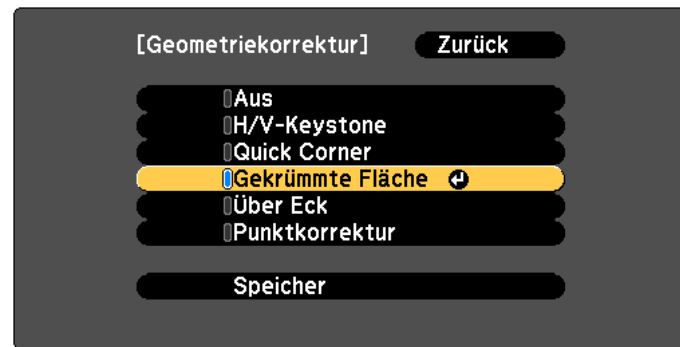 [Geometriekorrektur] Zurück
Aus
H/V-Keystone
Quick Corner
Gekrümmte Fläche
Über Eck
Punktkorrektur
Speicher